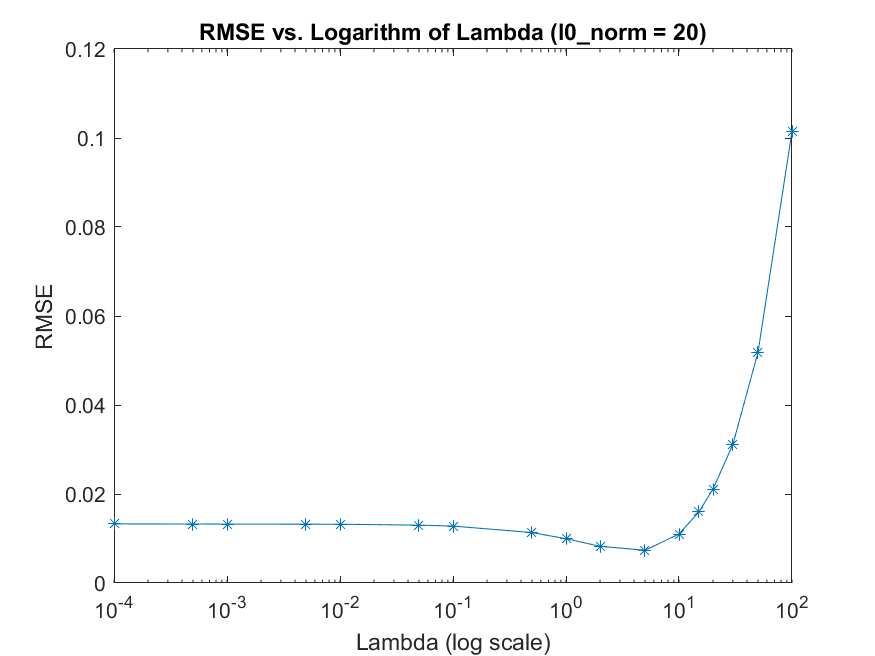 RMSE vs. Logarithm of Lambda (l0_norm = 20)
0.12
0.1
0.08
0.06
0.04
0.02
0
RMSE
10^-4 10^-3 10^-2 10^-1 10^0 10^1 10^2
Lambda (log scale)